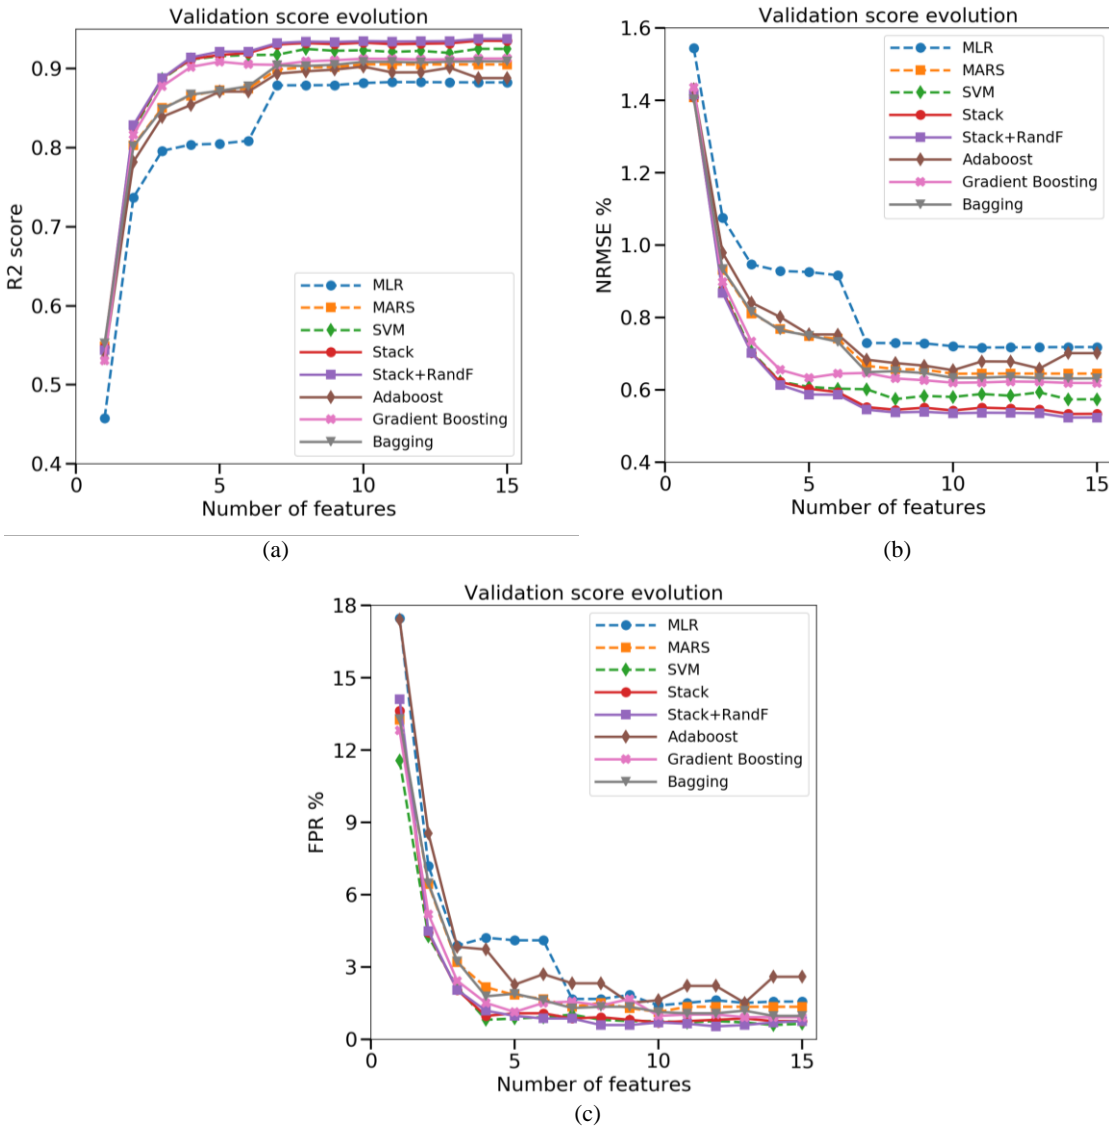 Validation score evolution
R2 score
0.9
0.8
0.7
0.6
0.5
0.4
0
5
10
15
Number of features
MLR
MARS
SVM
Stack
Stack+RandF
Adaboost
Gradient Boosting
Bagging
(a)
Validation score evolution
NRMSE %
1.6
1.4
1.2
1.0
0.8
0.6
0.4
0
5
10
15
Number of features
MLR
MARS
SVM
Stack
Stack+RandF
Adaboost
Gradient Boosting
Bagging
(b)
Validation score evolution
FPR %
18
15
12
9
6
3
0
0
5
10
15
Number of features
MLR
MARS
SVM
Stack
Stack+RandF
Adaboost
Gradient Boosting
Bagging
(c)